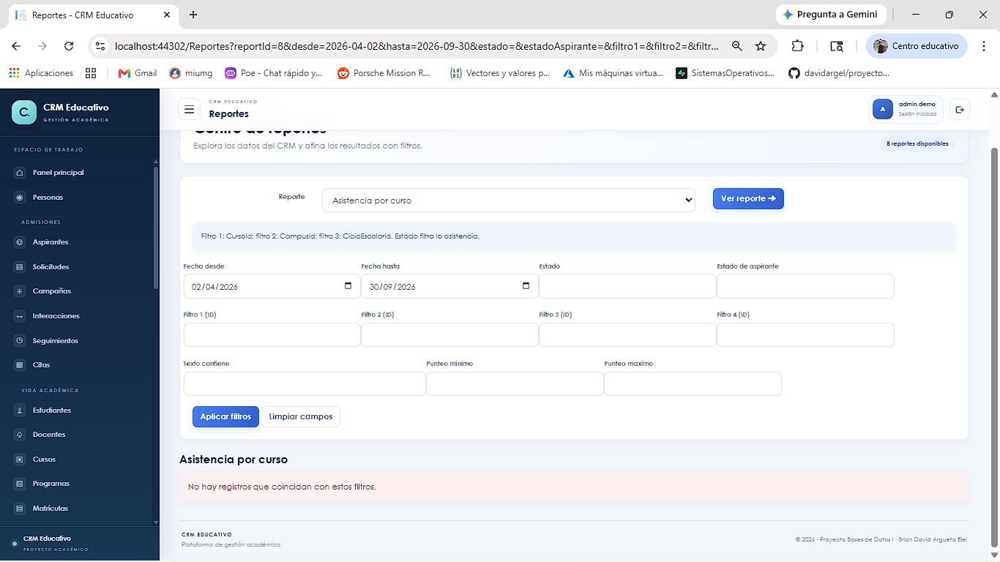 Reportes - CRM Educativo
Pregunta a Gemini
localhost:44302/Reportes?reportId=8&desde=2026-04-02&hasta=2026-09-30&estado=&estadoAspirante=&filtro1=&filtro2=&filtr...
Centro educativo
Aplicaciones
Gmail
miumg
Poe - Chat rápido y...
Porsche Mission R...
Vectores y valores p...
Mis máquinas virtua...
SistemasOperativos...
davidargel/proyecto...
C.
CRM Educativo
GESTIÓN ACADÉMICA
CRM EDUCATIVO
Reportes
A
admin.demo
Sesión iniciada
ESPACIO DE TRABAJO
Panel principal
Personas
ADMISIONES
Aspirantes
Solicitudes
Campañas
Interacciones
Seguimientos
Citas
VIDA ACADÉMICA
Estudiantes
Docentes
Cursos
Programas
Matrículas
CRM Educativo
PROYECTO ACADÉMICO
Centro de reportes
Explora los datos del CRM y afina los resultados con filtros.
8 reportes disponibles
Reporte
Asistencia por curso
Ver reporte →
Filtro 1: CursoId; filtro 2: CampusId; filtro 3: CicloEscolarId. Estado filtra la asistencia.
Fecha desde
Fecha hasta
Estado
Estado de aspirante
02/04/2026
30/09/2026
Filtro 1 (ID)
Filtro 2 (ID)
Filtro 3 (ID)
Filtro 4 (ID)
Texto contiene
Punteo minimo
Punteo maximo
Aplicar filtros
Limpiar campos
Asistencia por curso
No hay registros que coincidan con estos filtros.
CRM EDUCATIVO
Plataforma de gestión académica
© 2026 · Proyecto Bases de Datos I · Brian David Argueta Elel